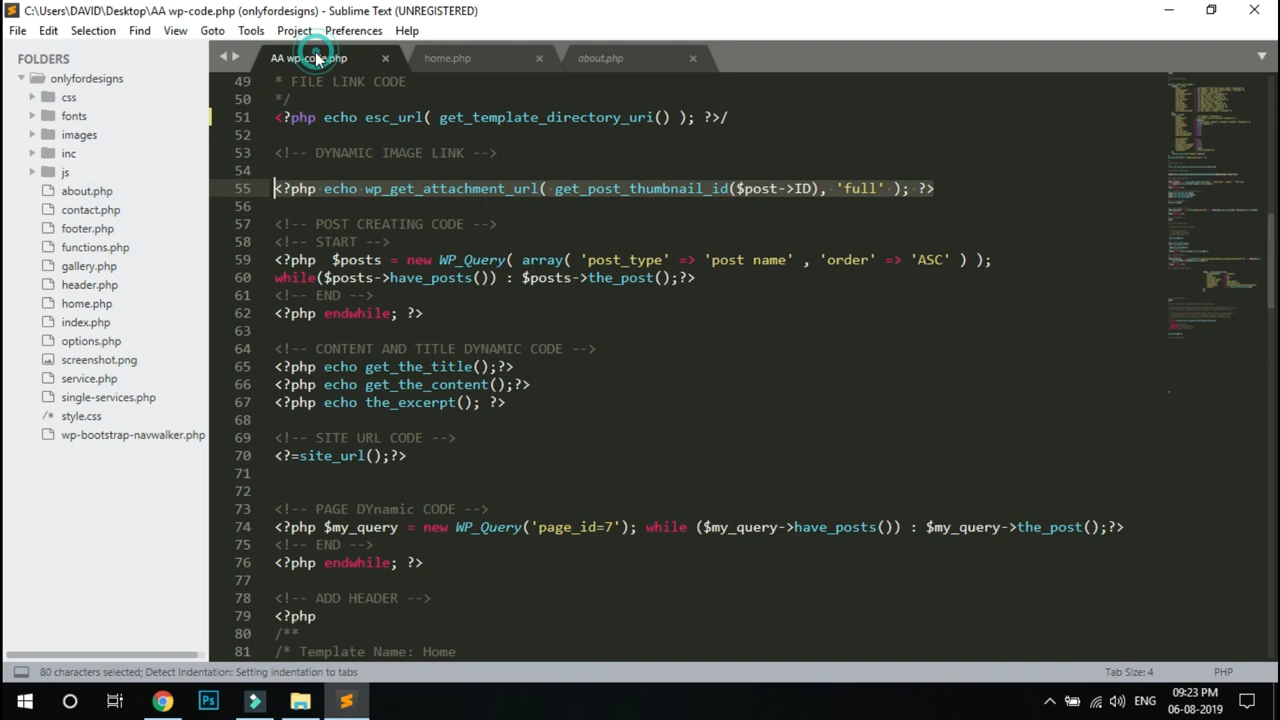 C:\Users\DAVID\Desktop\AA wp-code.php (onlyfordesigns) - Sublime Text (UNREGISTERED)
File Edit Selection Find View Goto Tools Project Preferences Help
FOLDERS
onlyfordesigns
css
fonts
images
inc
js
about.php
contact.php
footer.php
functions.php
gallery.php
header.php
home.php
index.php
options.php
screenshot.png
service.php
single-services.php
/* style.css
wp-bootstrap-navwalker.php
AA wp-code.php home.php about.php
49 * FILE LINK CODE
50 */
51 <?php echo esc_url( get_template_directory_uri() ); ?>/
52
53 <!-- DYNAMIC IMAGE LINK -->
54
55 <?php echo wp_get_attachment_url( get_post_thumbnail_id($post->ID), 'full' ); ?>
56
57 <!-- POST CREATING CODE -->
58 <!-- START -->
59 <?php  $posts = new WP_Query( array( 'post_type' => 'post name' , 'order' => 'ASC' ) );
60 while($posts->have_posts()) : $posts->the_post();?>
61 <!-- END -->
62 <?php endwhile; ?>
63
64 <!-- CONTENT AND TITLE DYNAMIC CODE -->
65 <?php echo get_the_title();?>
66 <?php echo get_the_content();?>
67 <?php echo the_excerpt(); ?>
68
69 <!-- SITE URL CODE -->
70 <?=site_url();?>
71
72
73 <!-- PAGE DYnamic CODE -->
74 <?php $my_query = new WP_Query('page_id=7'); while ($my_query->have_posts()) : $my_query->the_post();?>
75 <!-- END -->
76 <?php endwhile; ?>
77
78 <!-- ADD HEADER -->
79 <?php
80 /**
81 /* Template Name: Home
80 characters selected; Detect Indentation: Setting indentation to tabs Tab Size: 4 PHP
Ps
ENG
09:23 PM
06-08-2019